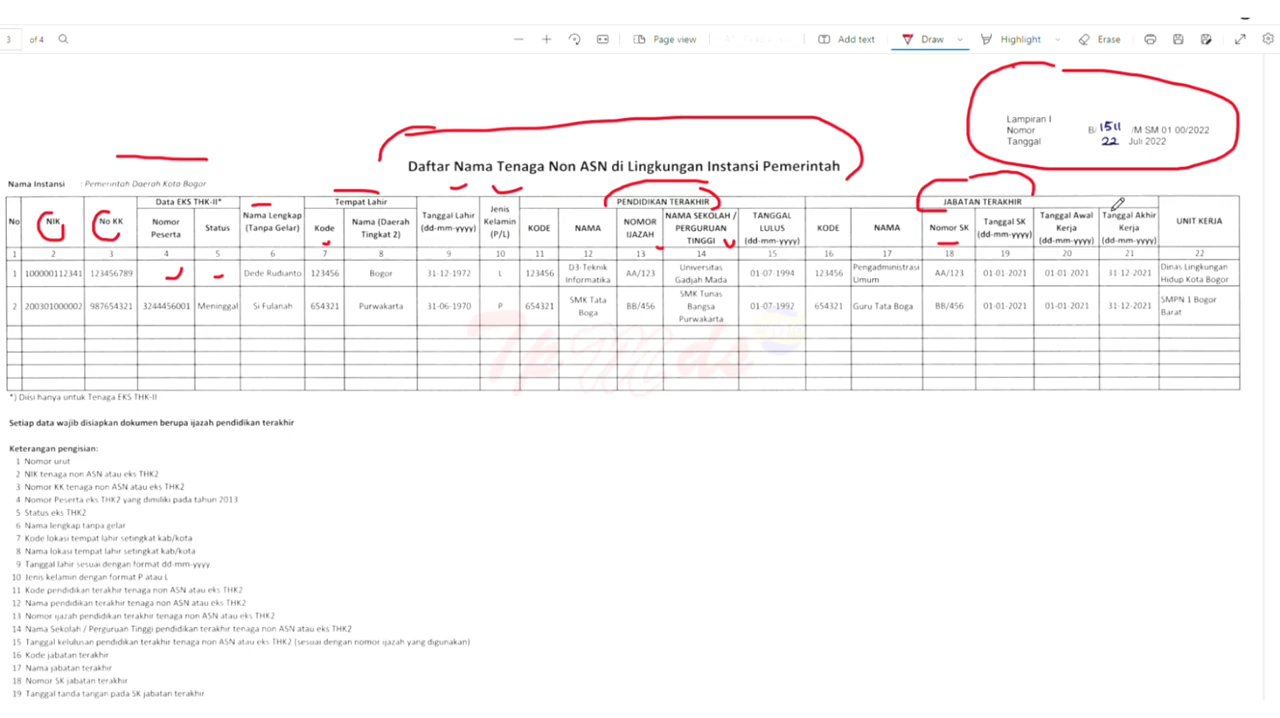 3 of 4 Page view Add text Draw Highlight Erase
Lampiran I
Nomor B/ 1511 /M SM 01 00/2022
Tanggal 22 Juli 2022
Daftar Nama Tenaga Non ASN di Lingkungan Instansi Pemerintah
Nama Instansi : Pemerintah Daerah Kota Bogor
No NIK No KK Data EKS THK-II* Nomor Peserta Status Nama Lengkap (Tanpa Gelar) Tempat Lahir Kode Nama (Daerah Tingkat 2) Tanggal Lahir (dd-mm-yyyy) Jenis Kelamin (P/L) PENDIDIKAN TERAKHIR KODE NAMA NOMOR IJAZAH NAMA SEKOLAH / PERGURUAN TINGGI TANGGAL LULUS (dd-mm-yyyy) JABATAN TERAKHIR KODE NAMA Nomor SK Tanggal SK (dd-mm-yyyy) Tanggal Awal Kerja (dd-mm-yyyy) Tanggal Akhir Kerja (dd-mm-yyyy) UNIT KERJA
1 2 3 4 5 6 7 8 9 10 11 12 13 14 15 16 17 18 19 20 21 22
1 100000112341 123456789 Dede Rudianto 123456 Bogor 31-12-1972 L 123456 D3 Teknik Informatika AA/123 Universitas Gadjah Mada 01-07-1994 123456 Pengadministrasi Umum AA/123 01-01-2021 01-01-2021 31-12-2021 Dinas Lingkungan Hidup Kota Bogor
2 200301000002 987654321 3244456001 Meninggal Si Fulanah 654321 Purwakarta 31-06-1970 P 654321 SMK Tata Boga BB/456 SMK Tunas Bangsa Purwakarta 01-07-1992 654321 Guru Tata Boga BB/456 01-01-2021 01-01-2021 31-12-2021 SMPN 1 Bogor Barat
*) Diisi hanya untuk Tenaga EKS THK-II
Setiap data wajib disiapkan dokumen berupa ijazah pendidikan terakhir
Keterangan pengisian:
1 Nomor urut
2 NIK tenaga non ASN atau eks THK2
3 Nomor KK tenaga non ASN atau eks THK2
4 Nomor Peserta eks THK2 yang dimiliki pada tahun 2013
5 Status eks THK2
6 Nama lengkap tanpa gelar
7 Kode lokasi tempat lahir setingkat kab/kota
8 Nama lokasi tempat lahir setingkat kab/kota
9 Tanggal lahir sesuai dengan format dd-mm-yyyy
10 Jenis kelamin dengan format P atau L
11 Kode pendidikan terakhir tenaga non ASN atau eks THK2
12 Nama pendidikan terakhir tenaga non ASN atau eks THK2
13 Nomor ijazah pendidikan terakhir tenaga non ASN atau eks THK2
14 Nama Sekolah / Perguruan Tinggi pendidikan terakhir tenaga non ASN atau eks THK2
15 Tanggal kelulusan pendidikan terakhir tenaga non ASN atau eks THK2 (sesuai dengan nomor ijazah yang digunakan)
16 Kode jabatan terakhir
17 Nama jabatan terakhir
18 Nomor SK jabatan terakhir
19 Tanggal tanda tangan pada SK jabatan terakhir